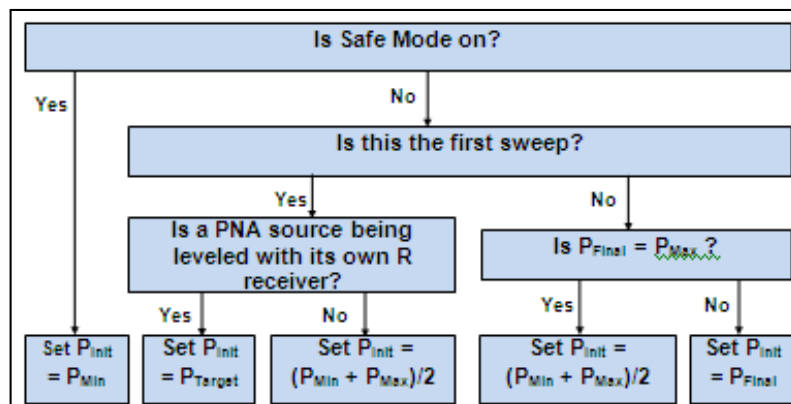 Is Safe Mode on?
Yes
No
Is this the first sweep?
Yes
No
Is a PNA source being
leveled with its own R
receiver?
Is PFinal = PMax ?
Yes
No
Yes
No
Set PInit
= PMin
Set PInit
= PTarget
Set PInit =
(PMin + PMax)/2
Set PInit =
(PMin + PMax)/2
Set PInit
= PFinal